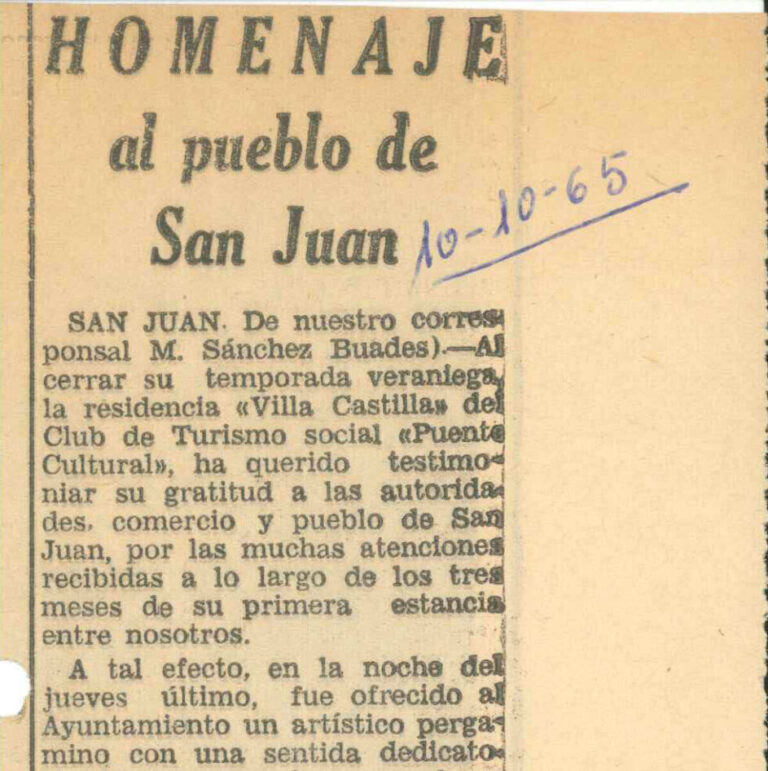 HOMENAJE
al pueblo de
San Juan
10-10-65
SAN JUAN. De nuestro corres-
ponsal M. Sánchez Buades).—Al
cerrar su temporada veraniega,
la residencia «Villa Castilla» del
Club de Turismo social «Puente
Cultural», ha querido testimo-
niar su gratitud a las autorida-
des, comercio y pueblo de San
Juan, por las muchas atenciones
recibidas a lo largo de los tres
meses de su primera estancia
entre nosotros.
A tal efecto, en la noche del
jueves último, fue ofrecido al
Ayuntamiento un artístico perga-
mino con una sentida dedicato-